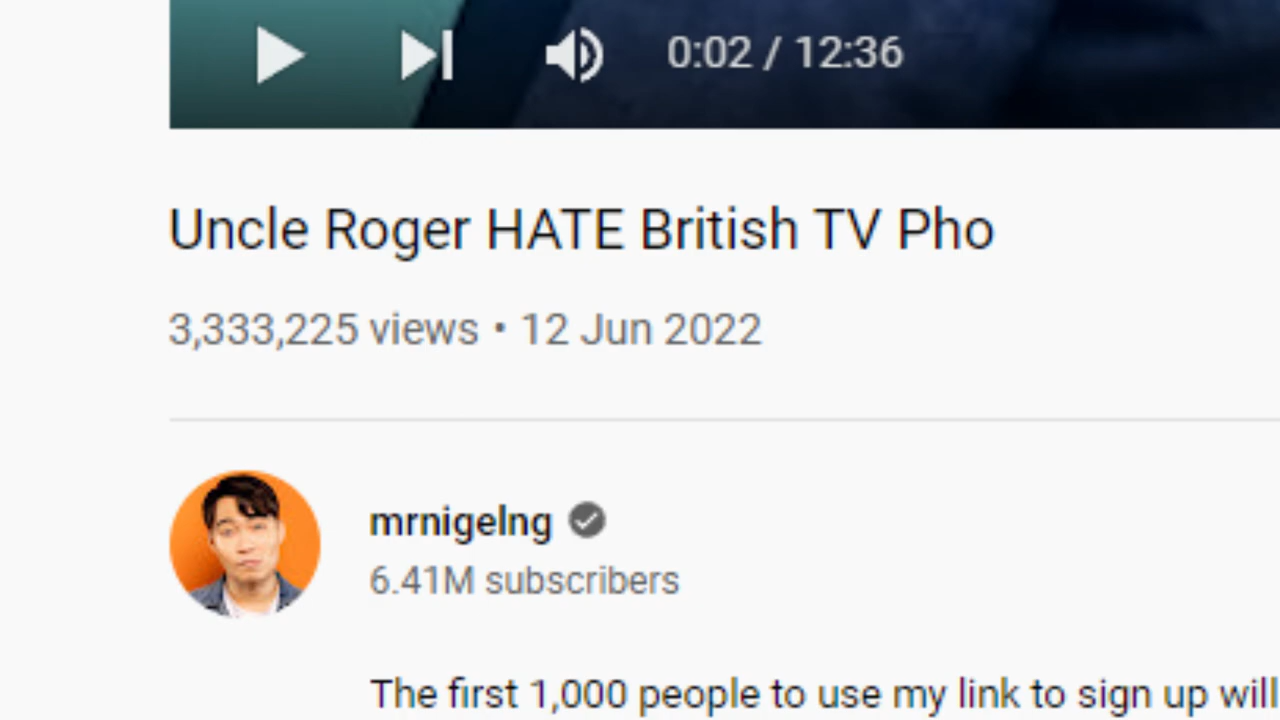 0:02 / 12:36
Uncle Roger HATE British TV Pho
3,333,225 views • 12 Jun 2022
mrnigelng
6.41M subscribers
The first 1,000 people to use my link to sign up will